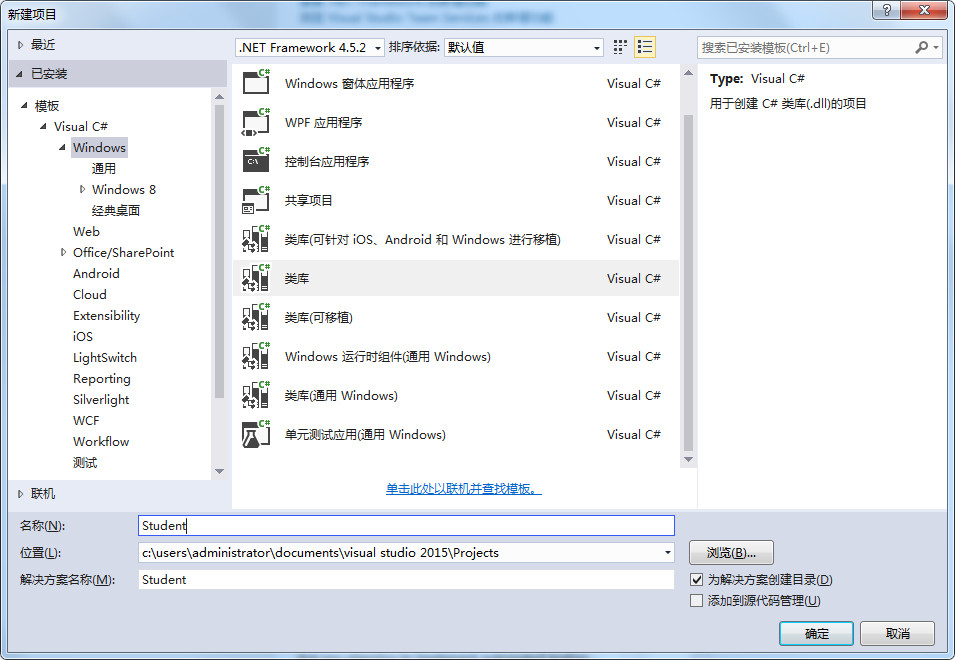 新建项目
最近
.NET Framework 4.5.2
排序依据:
默认值
搜索已安装模板(Ctrl+E)
已安装
模板
Visual C#
Windows
通用
Windows 8
经典桌面
Web
Office/SharePoint
Android
Cloud
Extensibility
iOS
LightSwitch
Reporting
Silverlight
WCF
Workflow
测试
联机
C# Windows 窗体应用程序 Visual C#
C# WPF 应用程序 Visual C#
C# C:\ 控制台应用程序 Visual C#
C# 共享项目 Visual C#
C# 类库(可针对 iOS、Android 和 Windows 进行移植) Visual C#
C# 类库 Visual C#
C# 类库(可移植) Visual C#
C# Windows 运行时组件(通用 Windows) Visual C#
C# 类库(通用 Windows) Visual C#
C# 单元测试应用(通用 Windows) Visual C#
单击此处以联机并查找模板。
Type: Visual C#
用于创建 C# 类库(.dll)的项目
名称(N): Student
位置(L): c:\users\administrator\documents\visual studio 2015\Projects
浏览(B)...
解决方案名称(M): Student
为解决方案创建目录(D)
添加到源代码管理(U)
确定
取消